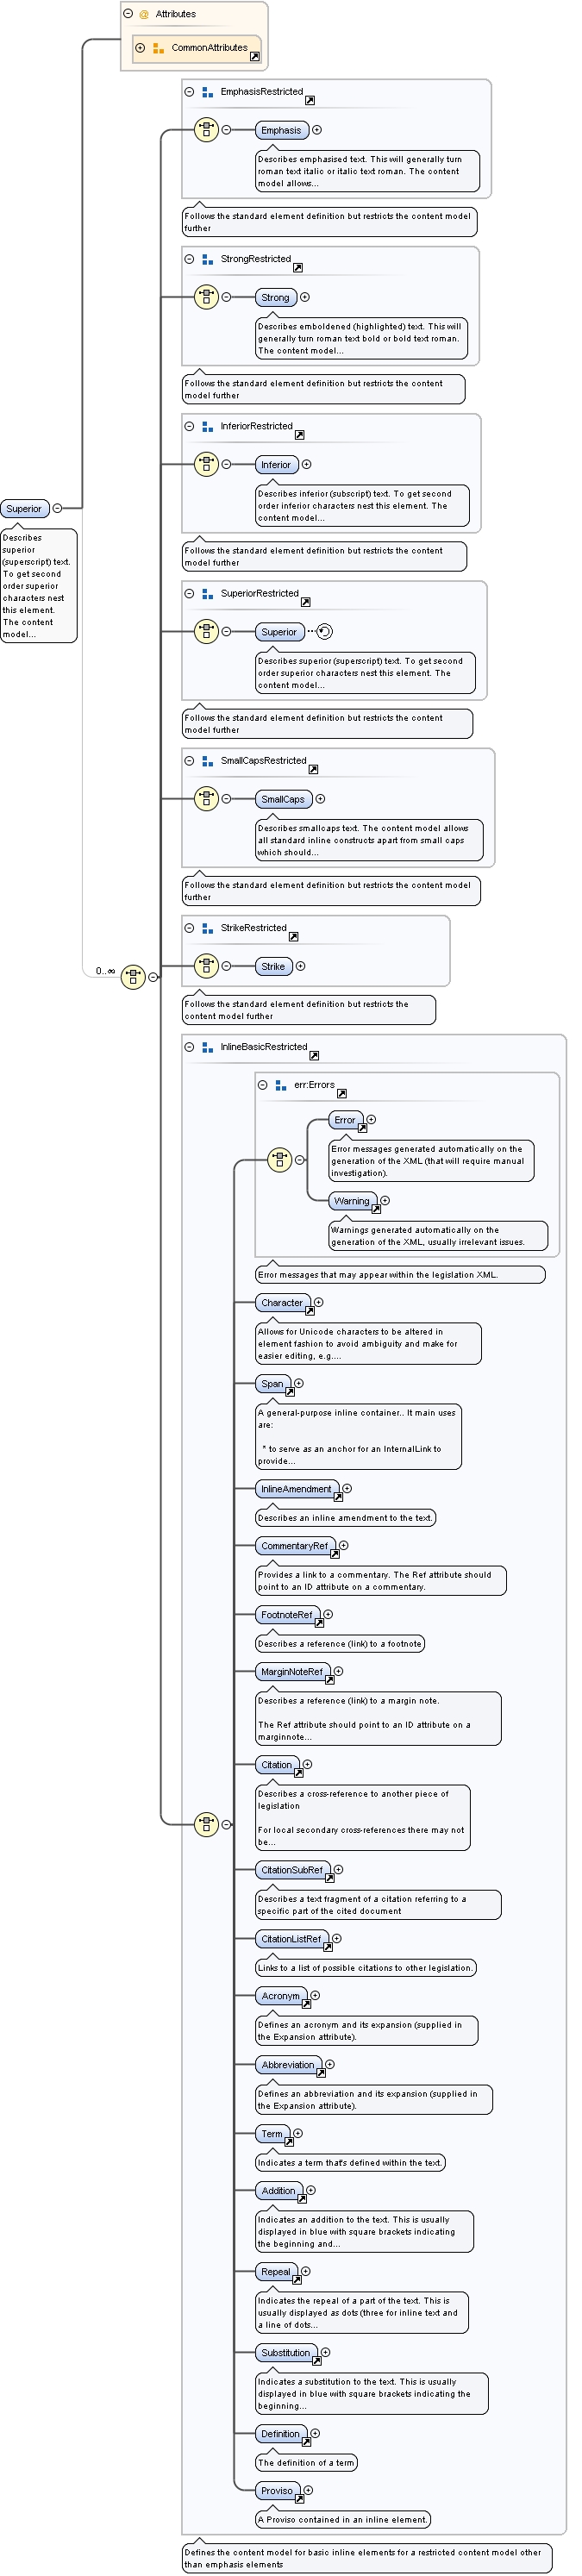 Attributes
CommonAttributes
EmphasisRestricted
Emphasis
Describes emphasised text. This will generally turn
roman text italic or italic text roman. The content
model allows...
Follows the standard element definition but restricts the content model
further
StrongRestricted
Strong
Describes emboldened (highlighted) text. This will
generally turn roman text bold or bold text roman.
The content model...
Follows the standard element definition but restricts the content
model further
InferiorRestricted
Inferior
Describes inferior (subscript) text. To get second
order inferior characters nest this element. The
content model...
Follows the standard element definition but restricts the content
model further
Superior
Describes
superior
(superscript) text.
To get second
order superior
characters nest
this element.
The content
model...
SuperiorRestricted
Superior
Describes superior (superscript) text. To get second
order superior characters nest this element. The
content model...
Follows the standard element definition but restricts the content
model further
SmallCapsRestricted
SmallCaps
Describes smallcaps text. The content model allows
all standard inline constructs apart from small caps
which should...
Follows the standard element definition but restricts the content model
further
StrikeRestricted
Strike
Follows the standard element definition but restricts the
content model further
0..∞
InlineBasicRestricted
err:Errors
Error
Error messages generated automatically on the
generation of the XML (that will require manual
investigation).
Warning
Warnings generated automatically on the
generation of the XML, usually irrelevant issues.
Error messages that may appear within the legislation XML.
Character
Allows for Unicode characters to be altered in
element fashion to avoid ambiguity and make for
easier editing, e.g....
Span
A general-purpose inline container.. It main uses
are:
* to serve as an anchor for an InternalLink to
provide...
InlineAmendment
Describes an inline amendment to the text.
CommentaryRef
Provides a link to a commentary. The Ref attribute should
point to an ID attribute on a commentary.
FootnoteRef
Describes a reference (link) to a footnote
MarginNoteRef
Describes a reference (link) to a margin note.
The Ref attribute should point to an ID attribute on a
marginnote...
Citation
Describes a cross-reference to another piece of
legislation
For local secondary cross-references there may not
be...
CitationSubRef
Describes a text fragment of a citation referring to a
specific part of the cited document
CitationListRef
Links to a list of possible citations to other legislation.
Acronym
Defines an acronym and its expansion (supplied in
the Expansion attribute).
Abbreviation
Defines an abbreviation and its expansion (supplied in
the Expansion attribute).
Term
Indicates a term that's defined within the text.
Addition
Indicates an addition to the text. This is usually
displayed in blue with square brackets indicating
the beginning and...
Repeal
Indicates the repeal of a part of the text. This is
usually displayed as dots (three for inline text and
a line of dots...
Substitution
Indicates a substitution to the text. This is usually
displayed in blue with square brackets indicating the
beginning...
Definition
The definition of a term
Proviso
A Proviso contained in an inline element.
Defines the content model for basic inline elements for a restricted content model other
than emphasis elements